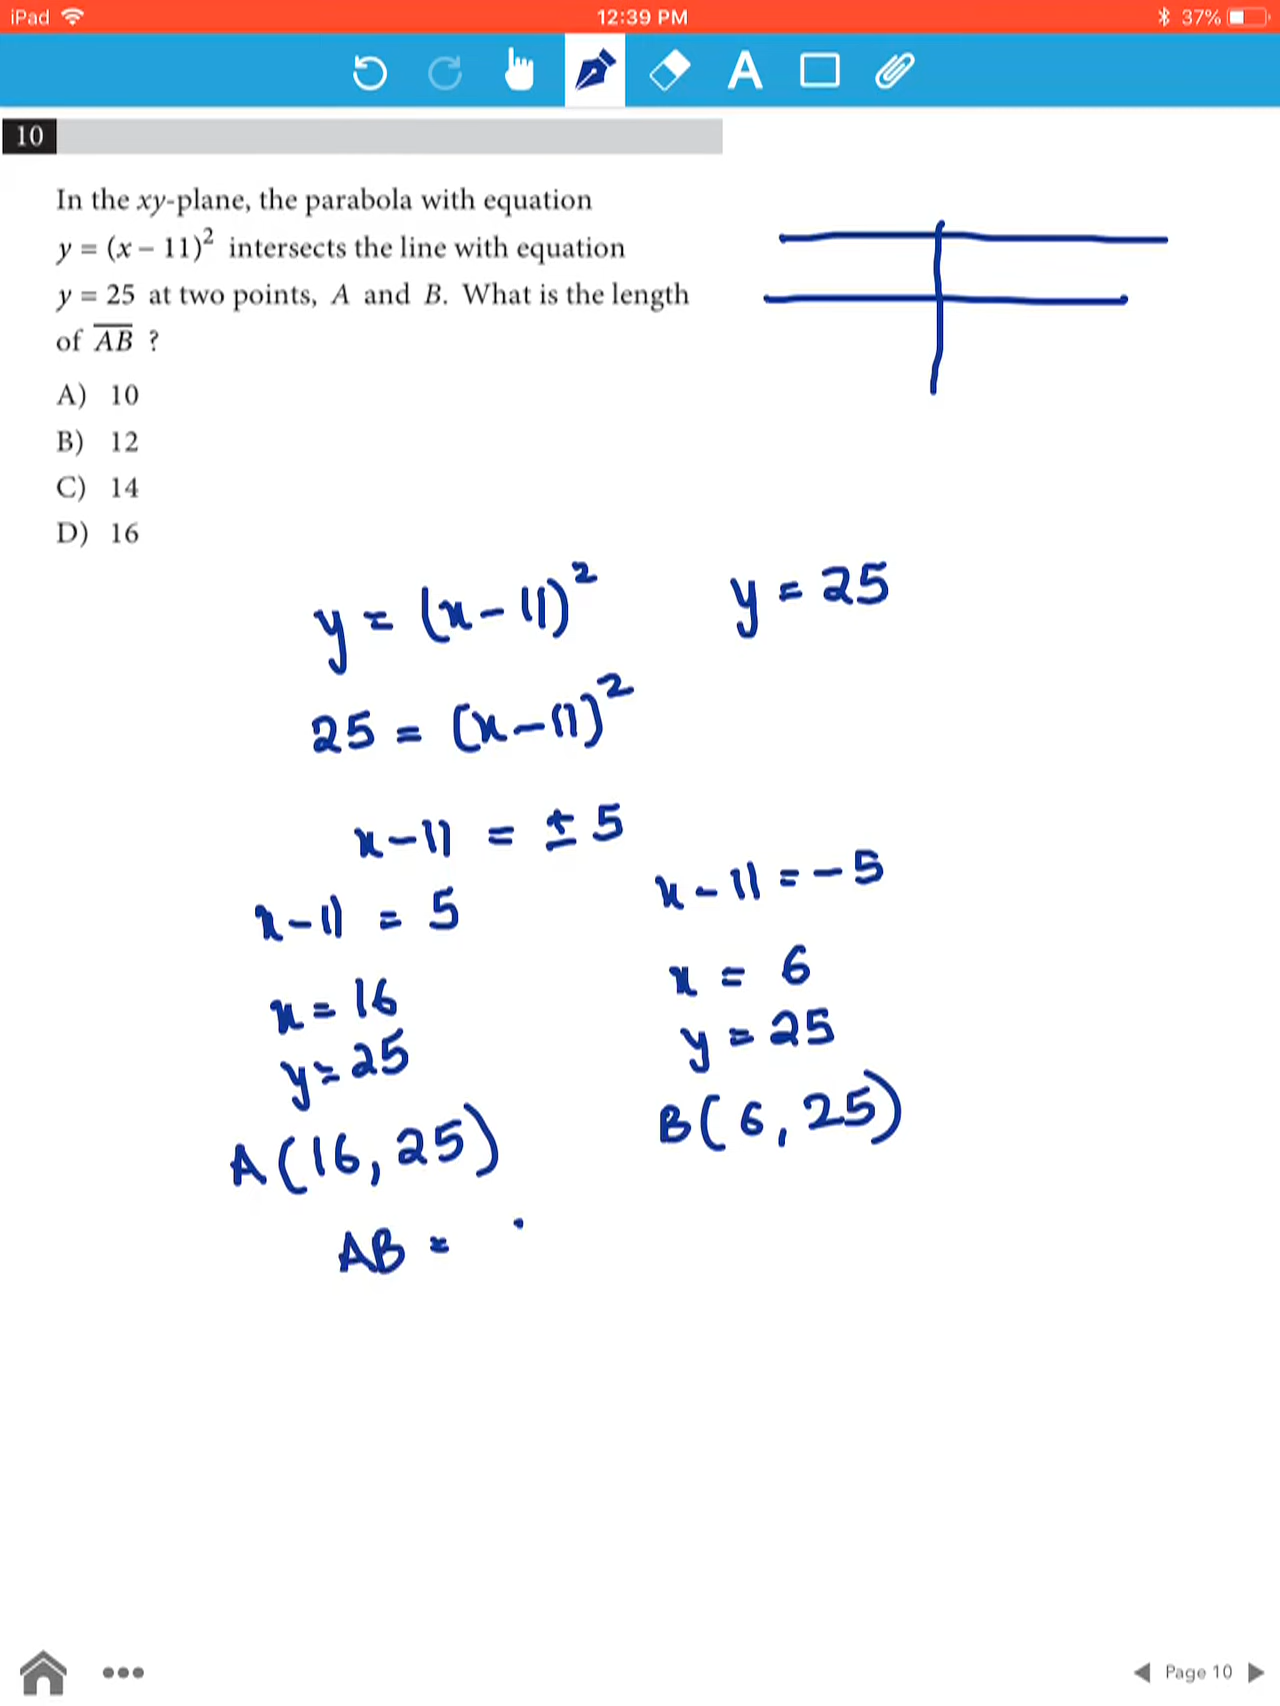 iPad 12:39 PM 37%
A
10
In the xy-plane, the parabola with equation
y = (x – 11)² intersects the line with equation
y = 25 at two points, A and B. What is the length
of A̅B̅ ?
A) 10
B) 12
C) 14
D) 16
y = (x – 11)² y = 25
25 = (x – 11)²
x – 11 = ± 5
x – 11 = 5 x – 11 = – 5
x = 16 x = 6
y = 25 y = 25
A(16, 25) B(6, 25)
AB =
Page 10